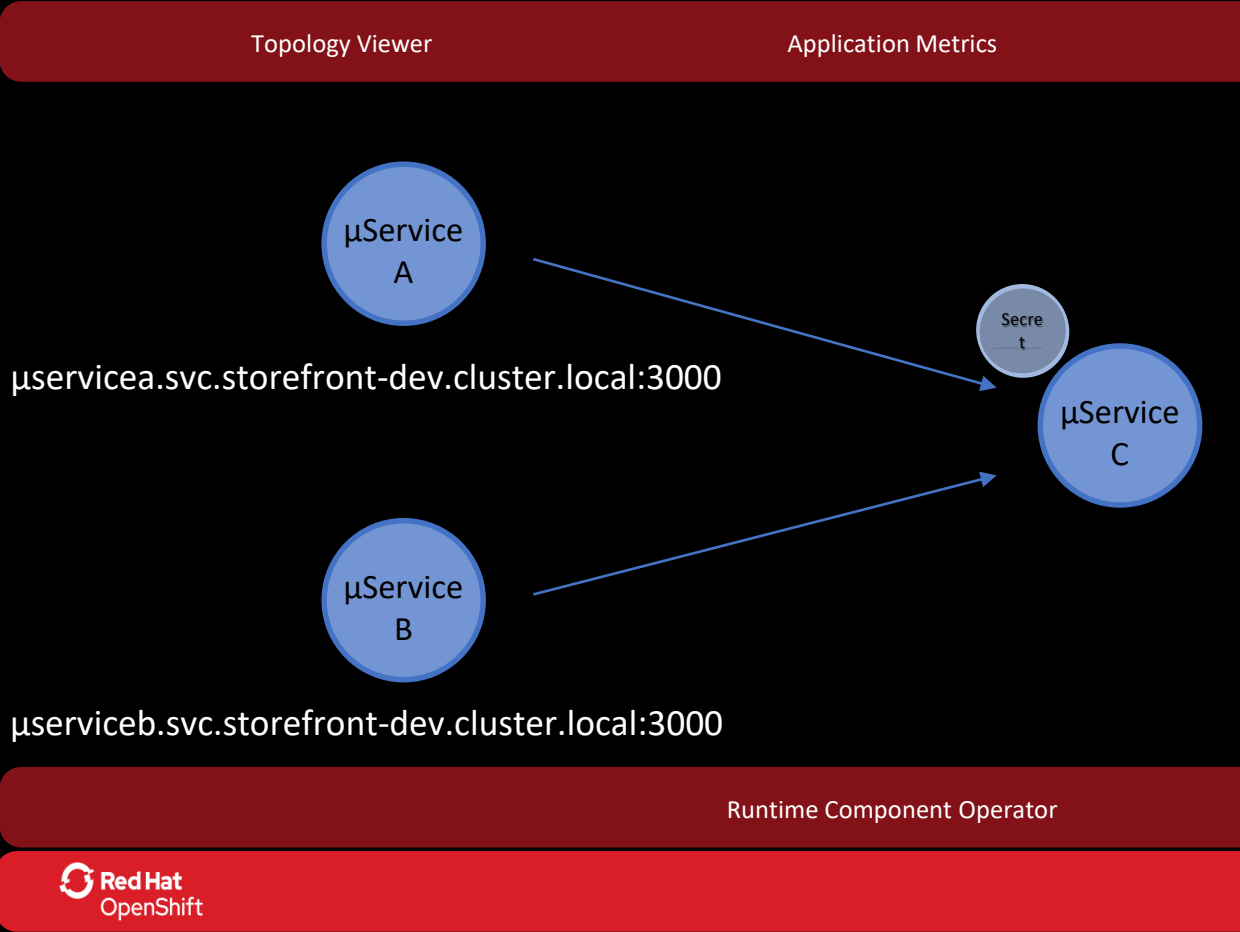 Topology Viewer
Application Metrics
µService
A
Secre
t
µservicea.svc.storefront-dev.cluster.local:3000
µService
C
µService
B
µserviceb.svc.storefront-dev.cluster.local:3000
Runtime Component Operator
Red Hat
OpenShift